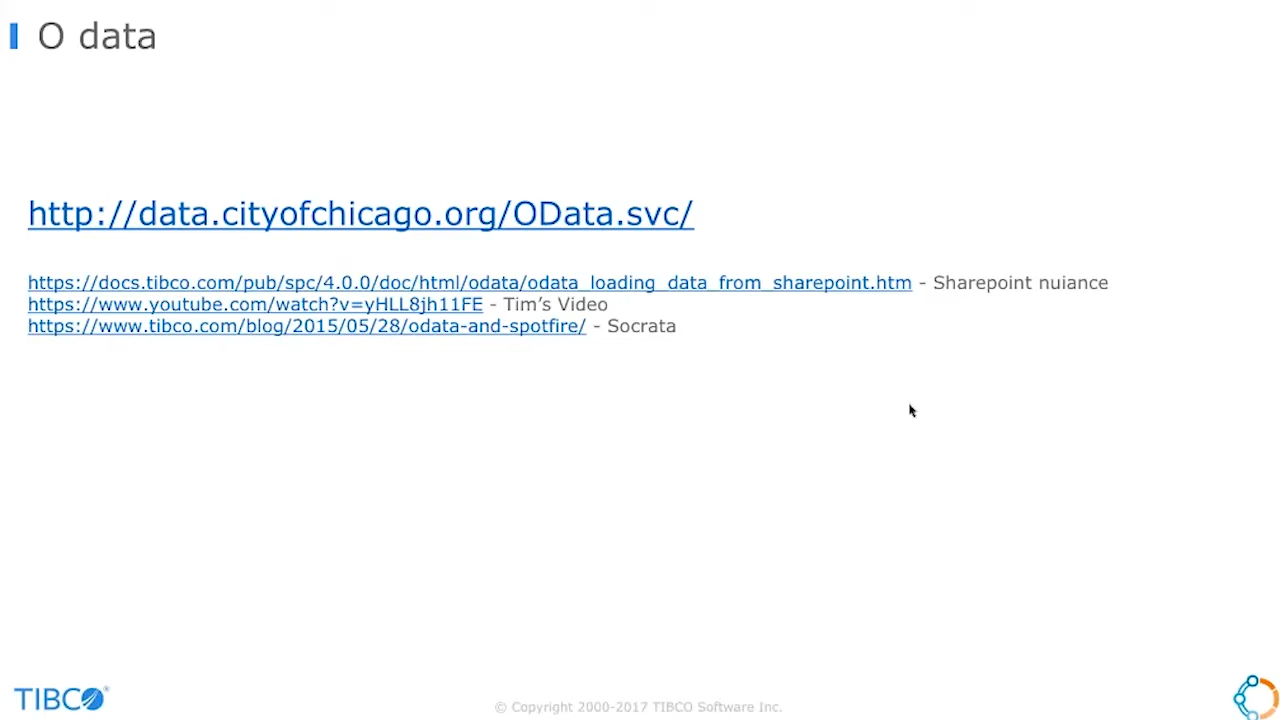 O data
http://data.cityofchicago.org/OData.svc/
https://docs.tibco.com/pub/spc/4.0.0/doc/html/odata/odata_loading_data_from_sharepoint.htm - Sharepoint nuiance
https://www.youtube.com/watch?v=yHLL8jh11FE - Tim’s Video
https://www.tibco.com/blog/2015/05/28/odata-and-spotfire/ - Socrata
TIBCO®
© Copyright 2000-2017 TIBCO Software Inc.